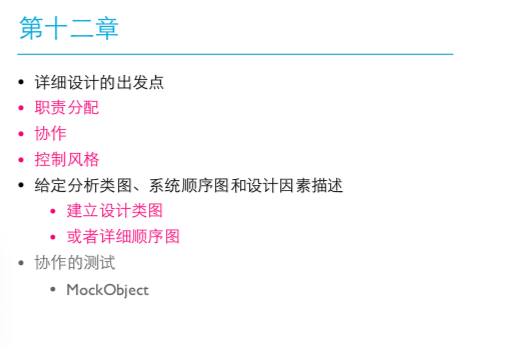 第十二章
• 详细设计的出发点
• 职责分配
• 协作
• 控制风格
• 给定分析类图、系统顺序图和设计因素描述
• 建立设计类图
• 或者详细顺序图
• 协作的测试
• MockObject